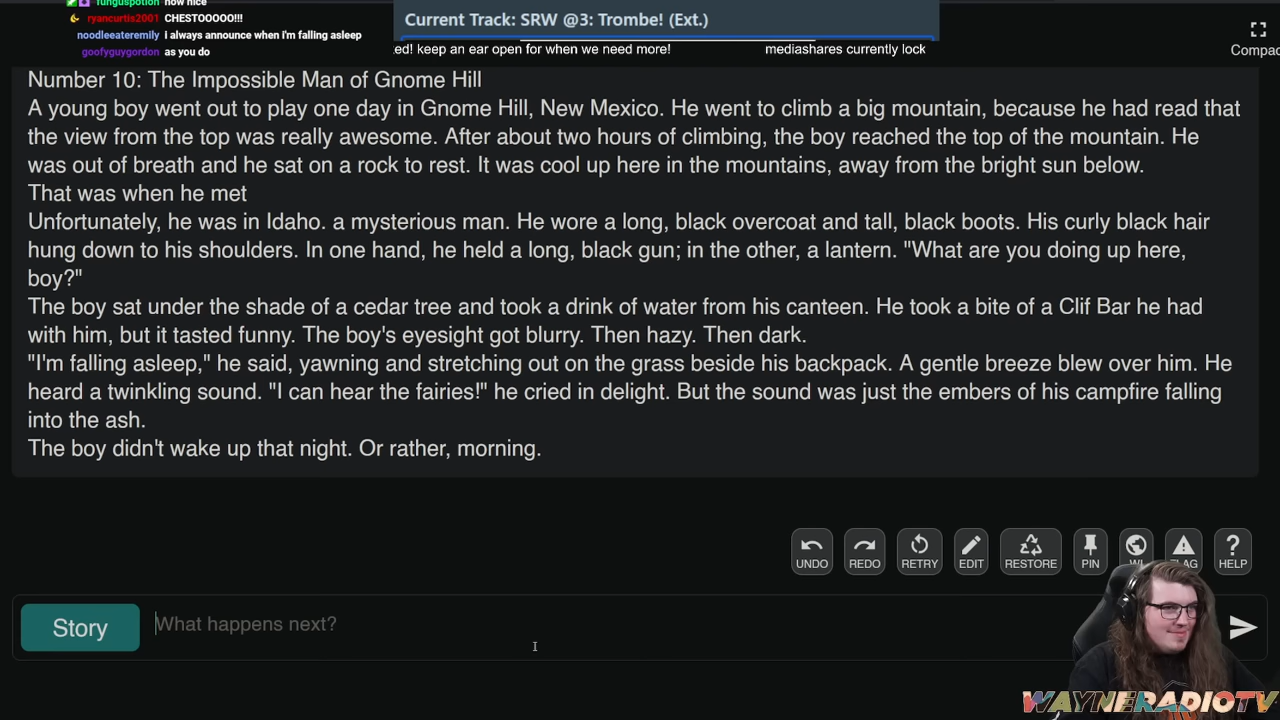 funguspotion now nice
ryancurtis2001 CHESTOOOOO!!!
noodleeateremily i always announce when i'm falling asleep
goofyguygordon as you do
Current Track: SRW @3: Trombe! (Ext.)
ed! keep an ear open for when we need more! mediashares currently lock
Compac
Number 10: The Impossible Man of Gnome Hill
A young boy went out to play one day in Gnome Hill, New Mexico. He went to climb a big mountain, because he had read that
the view from the top was really awesome. After about two hours of climbing, the boy reached the top of the mountain. He
was out of breath and he sat on a rock to rest. It was cool up here in the mountains, away from the bright sun below.
That was when he met
Unfortunately, he was in Idaho. a mysterious man. He wore a long, black overcoat and tall, black boots. His curly black hair
hung down to his shoulders. In one hand, he held a long, black gun; in the other, a lantern. "What are you doing up here,
boy?"
The boy sat under the shade of a cedar tree and took a drink of water from his canteen. He took a bite of a Clif Bar he had
with him, but it tasted funny. The boy's eyesight got blurry. Then hazy. Then dark.
"I'm falling asleep," he said, yawning and stretching out on the grass beside his backpack. A gentle breeze blew over him. He
heard a twinkling sound. "I can hear the fairies!" he cried in delight. But the sound was just the embers of his campfire falling
into the ash.
The boy didn't wake up that night. Or rather, morning.
UNDO REDO RETRY EDIT RESTORE PIN HELP
Story What happens next?
WAYNERADIOTV